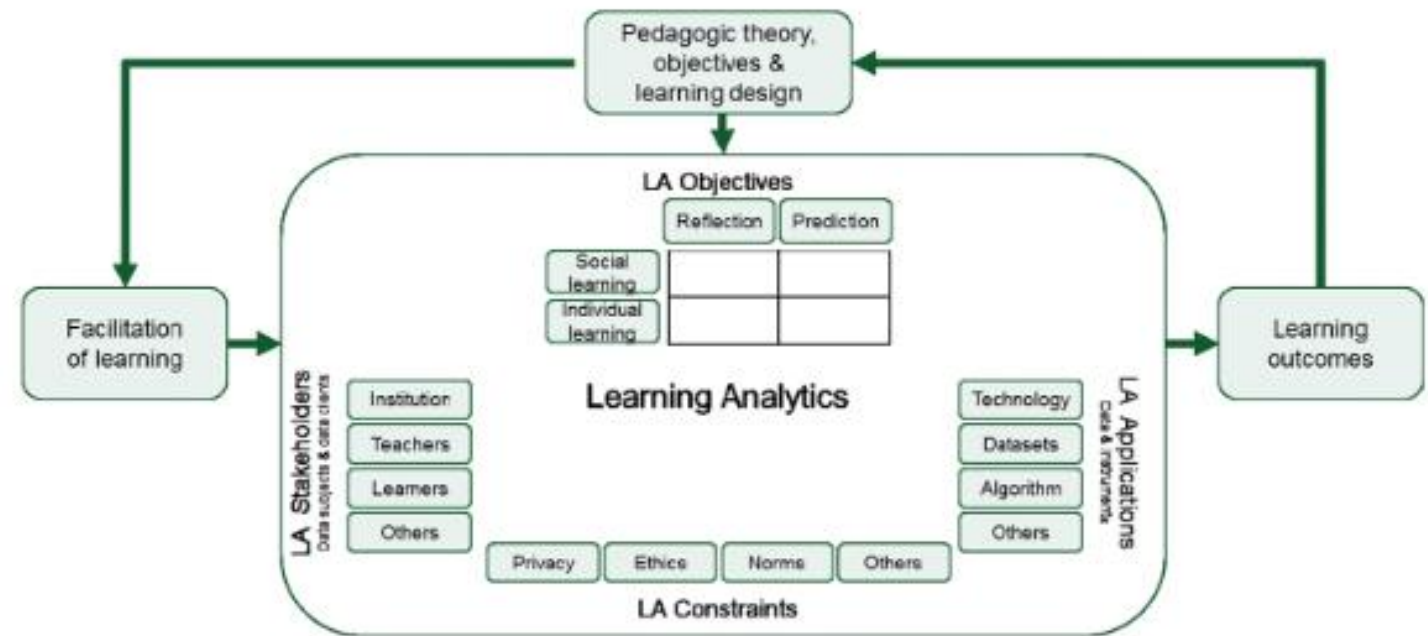 Pedagogic theory,
objectives &
learning design
LA Objectives
Reflection
Prediction
Social
learning
Individual
learning
Facilitation
of learning
Learning
outcomes
Learning Analytics
LA Stakeholders
Data subjects & data clients
Institution
Teachers
Learners
Others
Technology
Datasets
Algorithm
Others
LA Applications
Data & Instruments
Privacy
Ethics
Norms
Others
LA Constraints